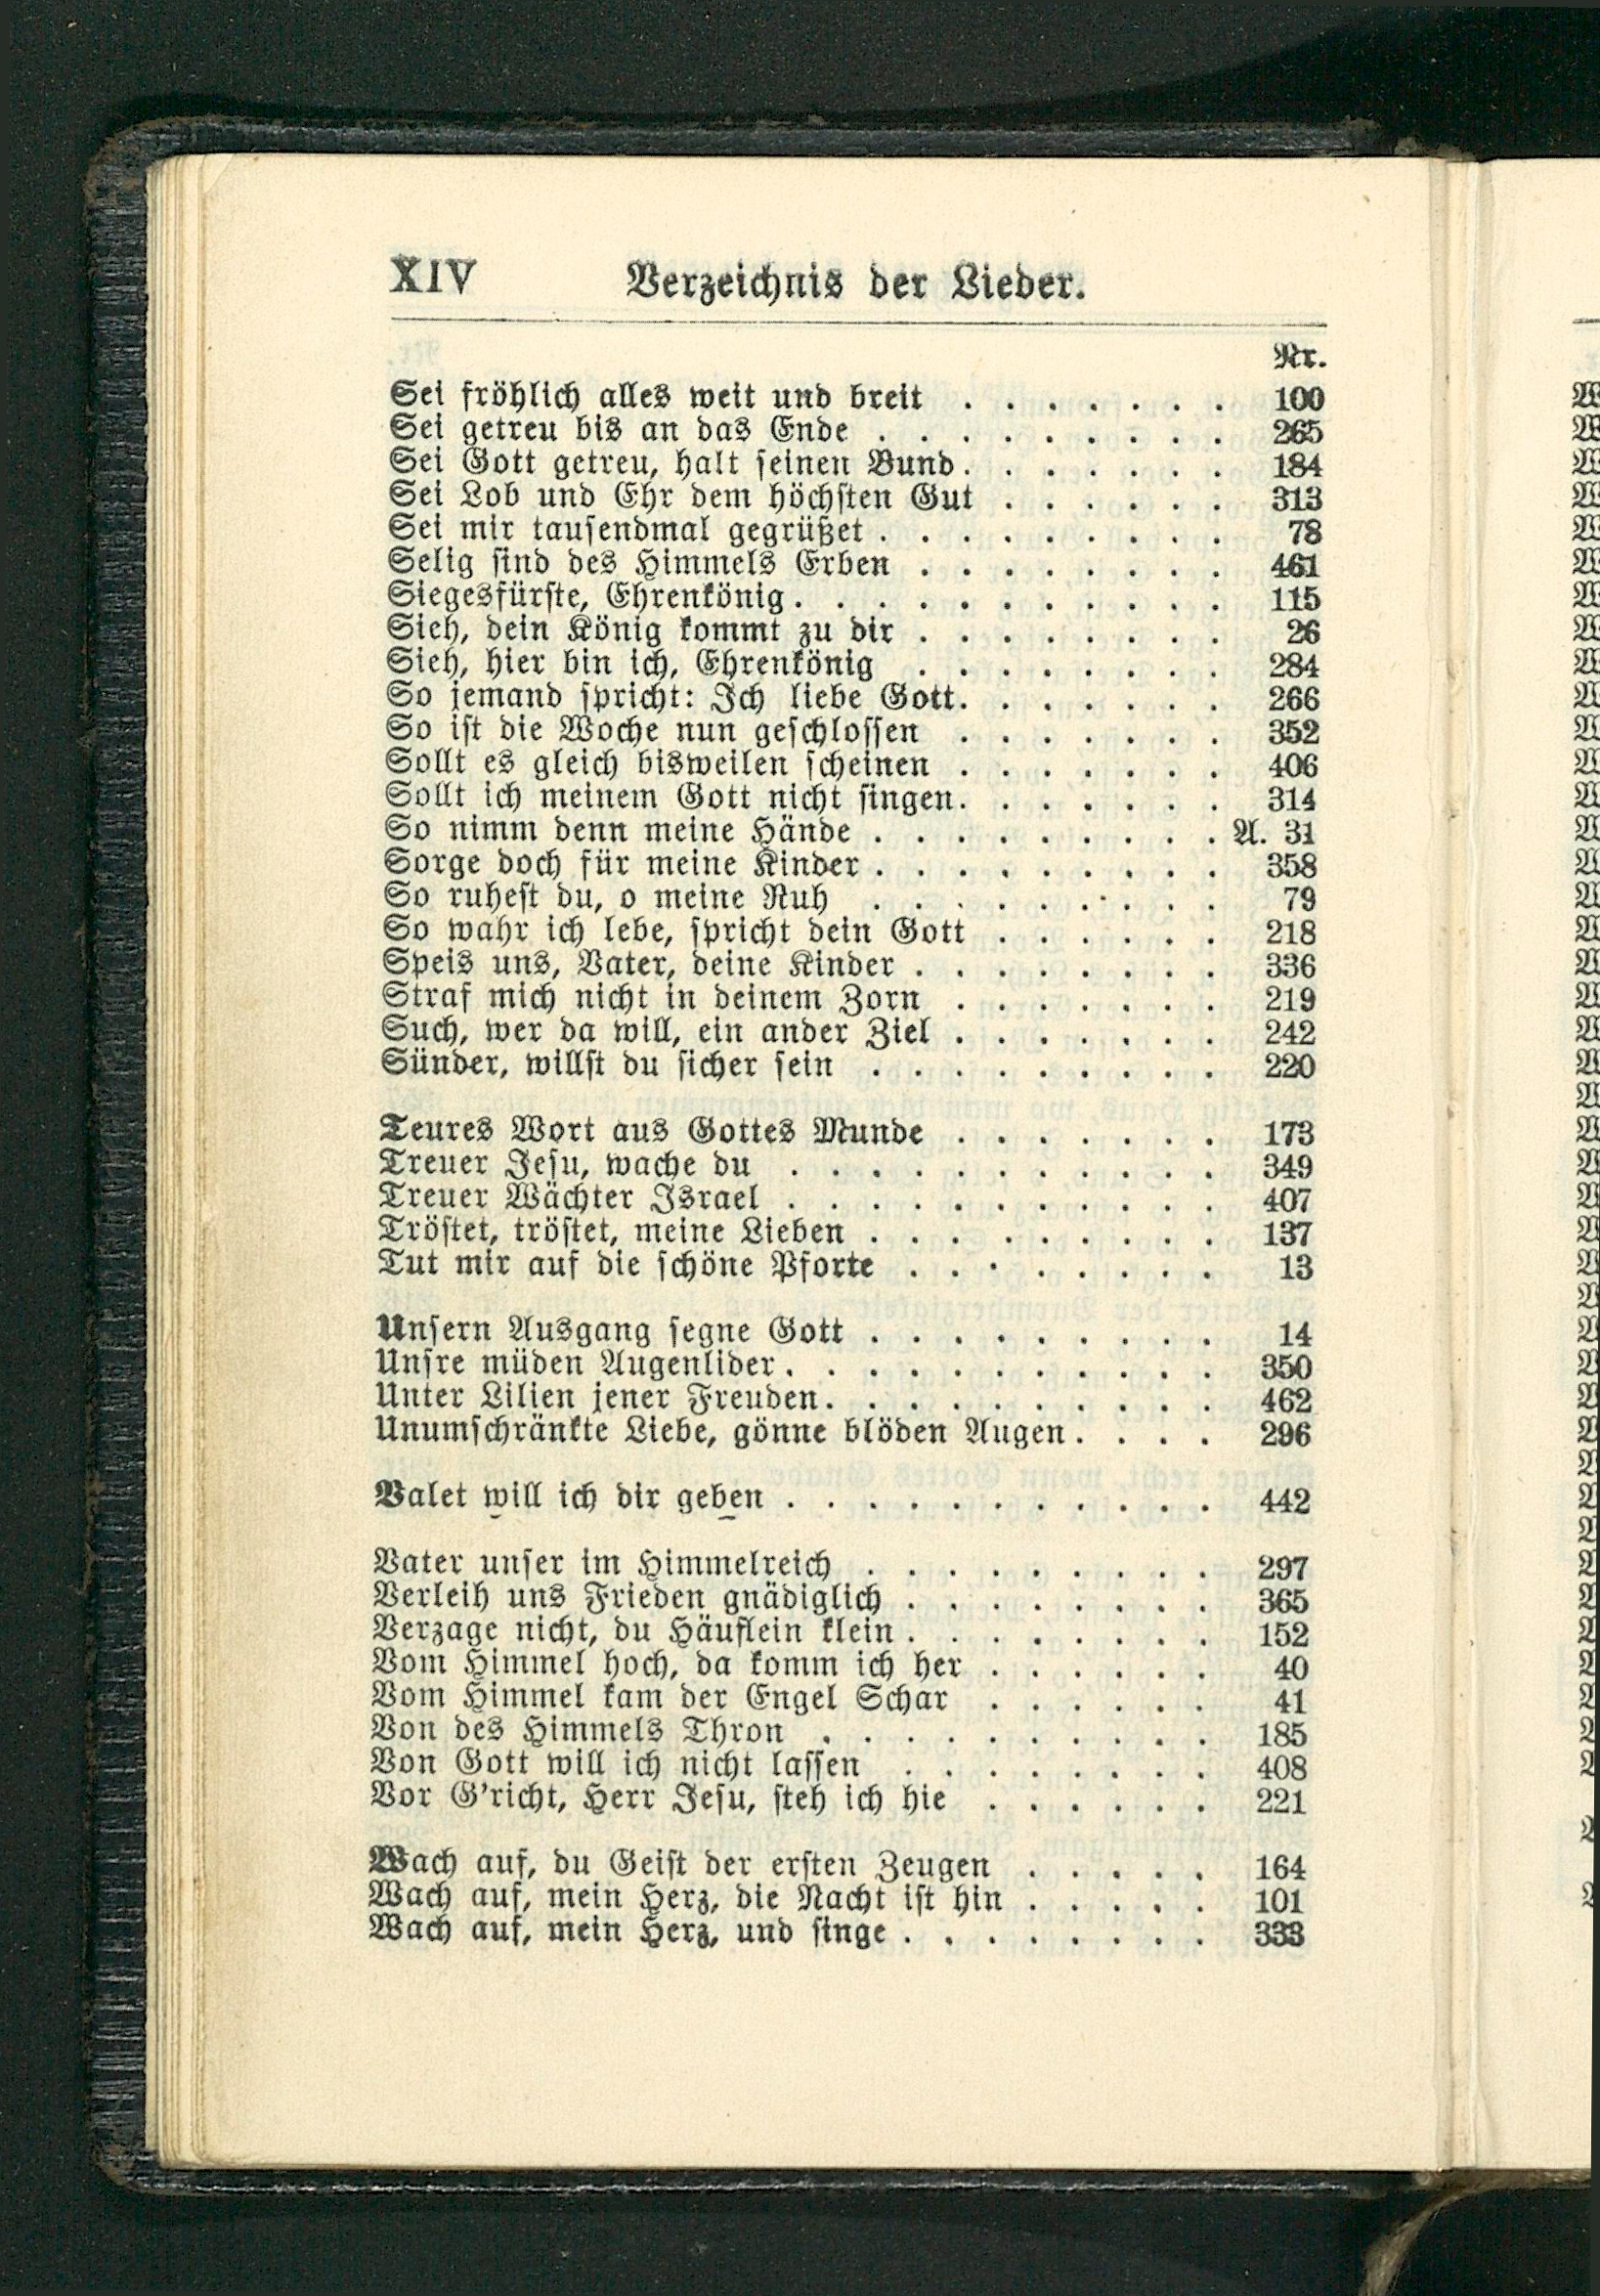 XIV Verzeichnis der Lieder.
Nr.
Sei fröhlich alles weit und breit . . . . . . . 100
Sei getreu bis an das Ende . . . . . . . . . 265
Sei Gott getreu, halt seinen Bund. . . . . . . 184
Sei Lob und Ehr dem höchsten Gut . . . . . . 313
Sei mir tausendmal gegrüßet . . . . . . . . . 78
Selig sind des Himmels Erben . . . . . . . . 461
Siegesfürste, Ehrenkönig. . . . . . . . . . . 115
Sieh, dein König kommt zu dir . . . . . . . . 26
Sieh, hier bin ich, Ehrenkönig . . . . . . . . 284
So jemand spricht: Ich liebe Gott. . . . . . . 266
So ist die Woche nun geschlossen . . . . . . . 352
Sollt es gleich bisweilen scheinen . . . . . . . 406
Sollt ich meinem Gott nicht singen. . . . . . . 314
So nimm denn meine Hände . . . . . . . . . A. 31
Sorge doch für meine Kinder . . . . . . . . . 358
So ruhest du, o meine Ruh . . . . . . . . . 79
So wahr ich lebe, spricht dein Gott . . . . . . 218
Speis uns, Vater, deine Kinder . . . . . . . . 336
Straf mich nicht in deinem Zorn . . . . . . . 219
Such, wer da will, ein ander Ziel . . . . . . . 242
Sünder, willst du sicher sein . . . . . . . . . 220
Teures Wort aus Gottes Munde . . . . . . . 173
Treuer Jesu, wache du . . . . . . . . . . . 349
Treuer Wächter Israel . . . . . . . . . . . 407
Tröstet, tröstet, meine Lieben . . . . . . . . . 137
Tut mir auf die schöne Pforte . . . . . . . . 13
Unsern Ausgang segne Gott . . . . . . . . . 14
Unsre müden Augenlider. . . . . . . . . . . 350
Unter Lilien jener Freuden. . . . . . . . . . 462
Unumschränkte Liebe, gönne blöden Augen. . . . 296
Valet will ich dir geben . . . . . . . . . . . 442
Vater unser im Himmelreich . . . . . . . . . 297
Verleih uns Frieden gnädiglich . . . . . . . . 365
Verzage nicht, du Häuflein klein . . . . . . . . 152
Vom Himmel hoch, da komm ich her . . . . . . 40
Vom Himmel kam der Engel Schar . . . . . . 41
Von des Himmels Thron . . . . . . . . . . 185
Von Gott will ich nicht lassen . . . . . . . . 408
Vor G'richt, Herr Jesu, steh ich hie . . . . . . 221
Wach auf, du Geist der ersten Zeugen . . . . . 164
Wach auf, mein Herz, die Nacht ist hin . . . . . 101
Wach auf, mein Herz, und singe . . . . . . . . 333